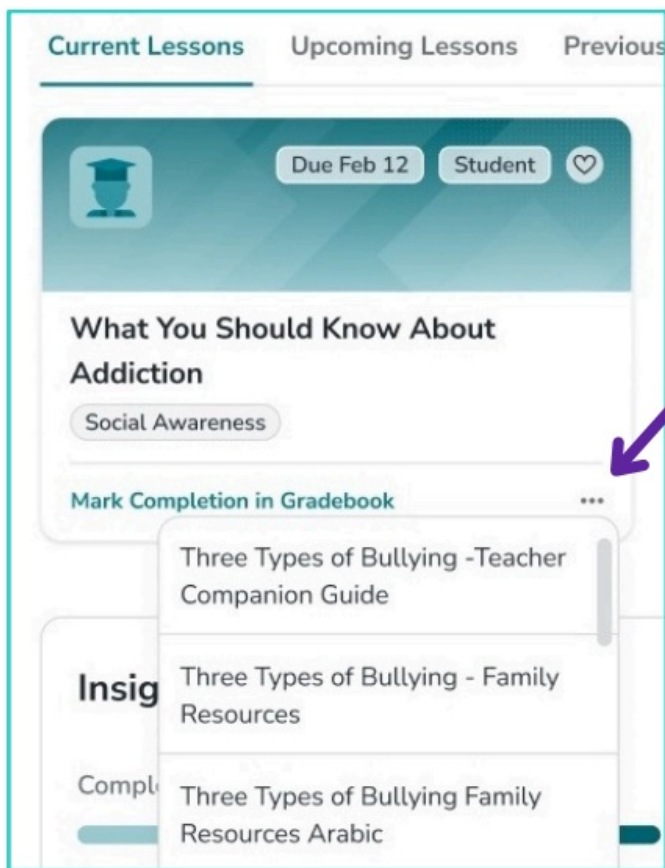 Current Lessons Upcoming Lessons Previous
Due Feb 12 Student
What You Should Know About
Addiction
Social Awareness
Mark Completion in Gradebook ...
Three Types of Bullying -Teacher
Companion Guide
Insig
Three Types of Bullying - Family
Resources
Comple
Three Types of Bullying Family
Resources Arabic